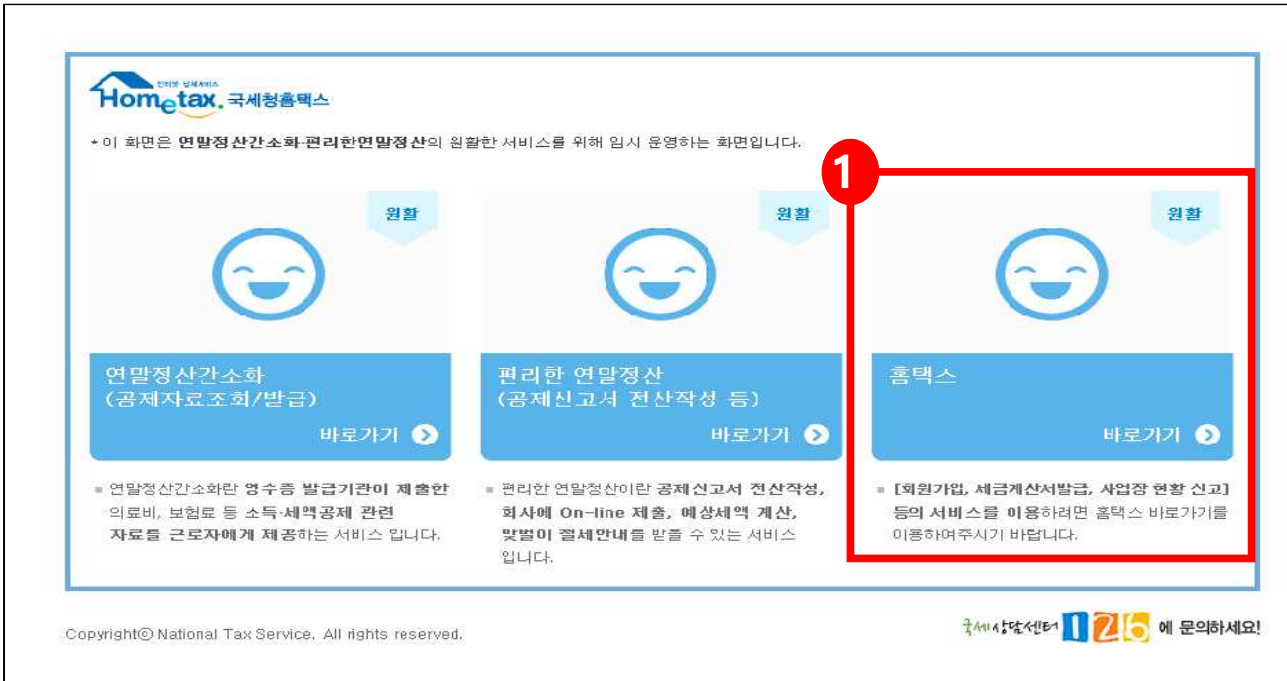 인터넷 납세서비스
Hometax. 국세청홈택스
* 이 화면은 연말정산간소화·편리한연말정산의 원활한 서비스를 위해 임시 운영하는 화면입니다.
1
원활
원활
원활
연말정산간소화
(공제자료조회/발급)
바로가기
편리한 연말정산
(공제신고서 전산작성 등)
바로가기
홈택스
바로가기
▪ 연말정산간소화란 영수증 발급기관이 제출한
의료비, 보험료 등 소득·세액공제 관련
자료를 근로자에게 제공하는 서비스 입니다.
▪ 편리한 연말정산이란 공제신고서 전산작성,
회사에 On-line 제출, 예상세액 계산,
맞벌이 절세안내를 받을 수 있는 서비스
입니다.
▪ [회원가입, 세금계산서발급, 사업장 현황 신고]
등의 서비스를 이용하려면 홈택스 바로가기를
이용하여주시기 바랍니다.
Copyrightⓒ National Tax Service. All rights reserved.
국세상담센터 126 에 문의하세요!